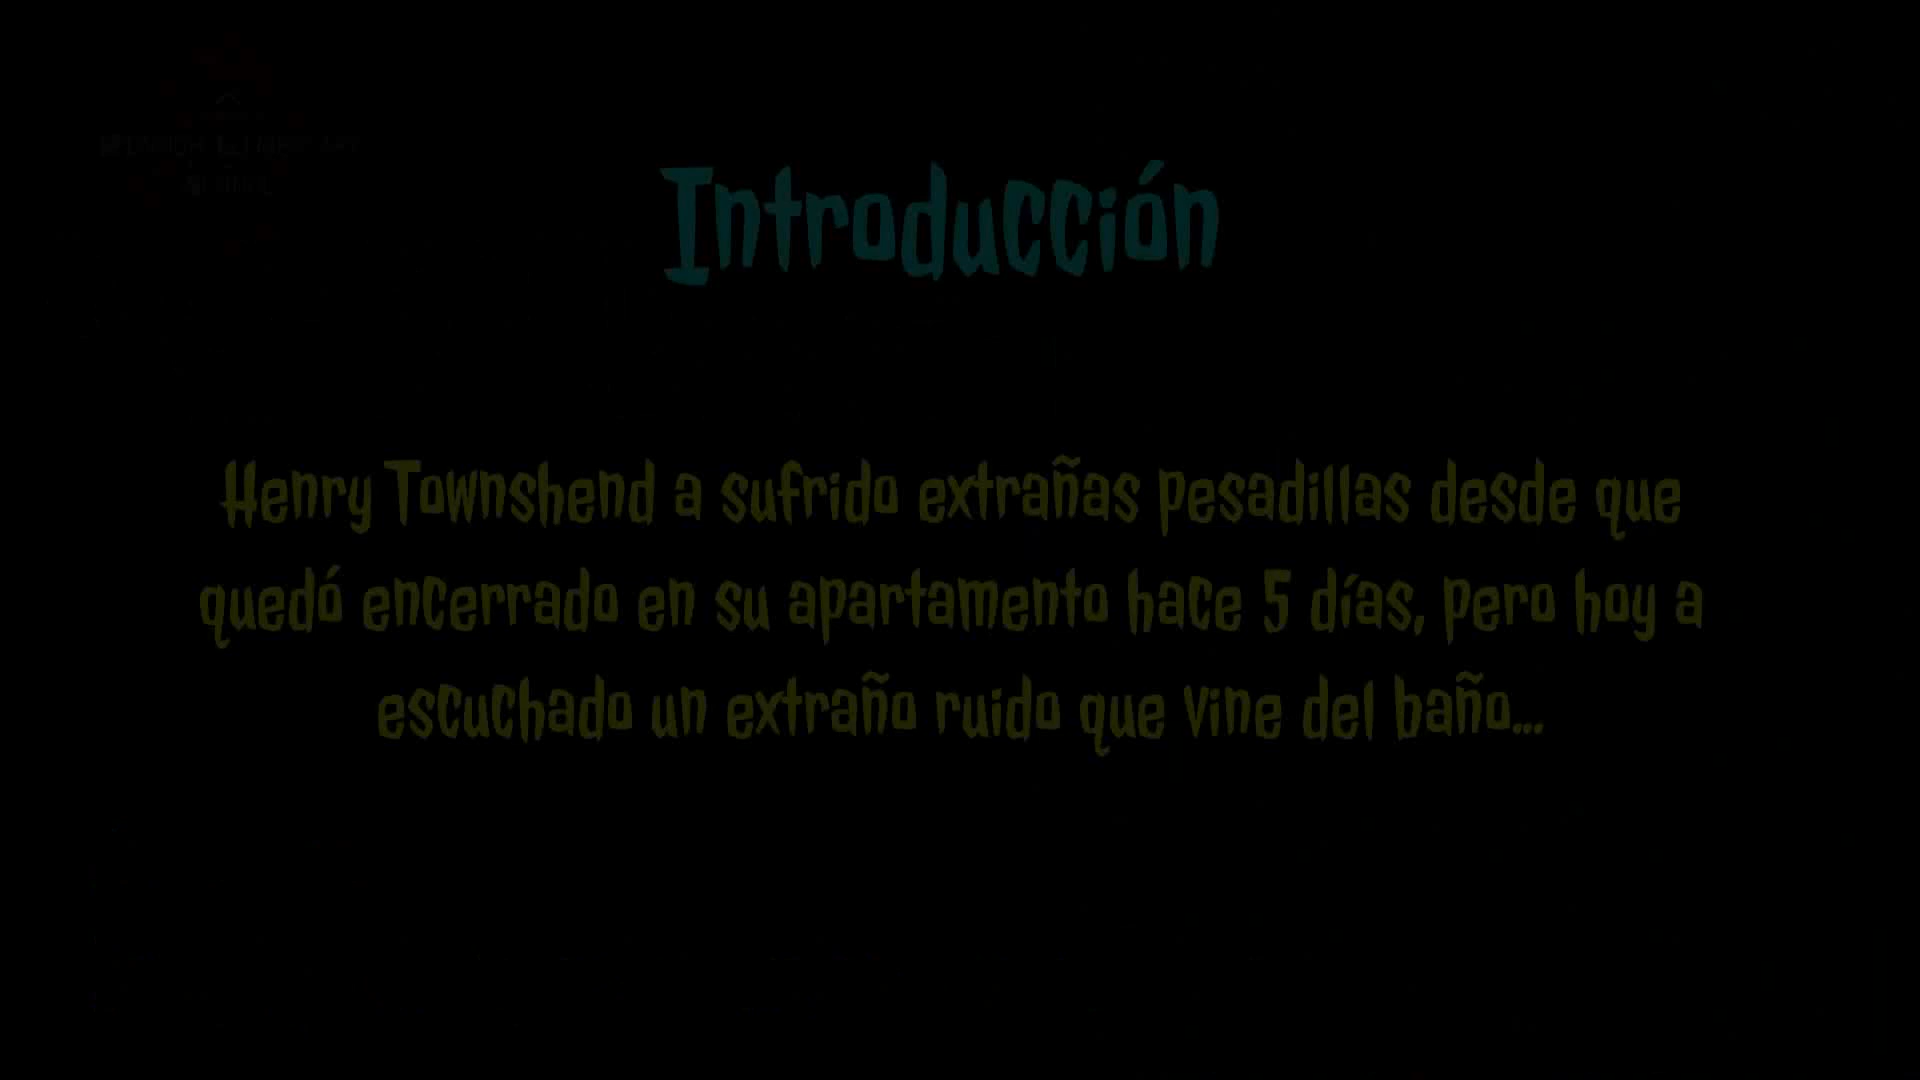 Introducción
Henry Townshend a sufrido extrañas pesadillas desde que
quedó encerrado en su apartamento hace 5 días, pero hoy a
escuchado un extraño ruido que vine del baño...